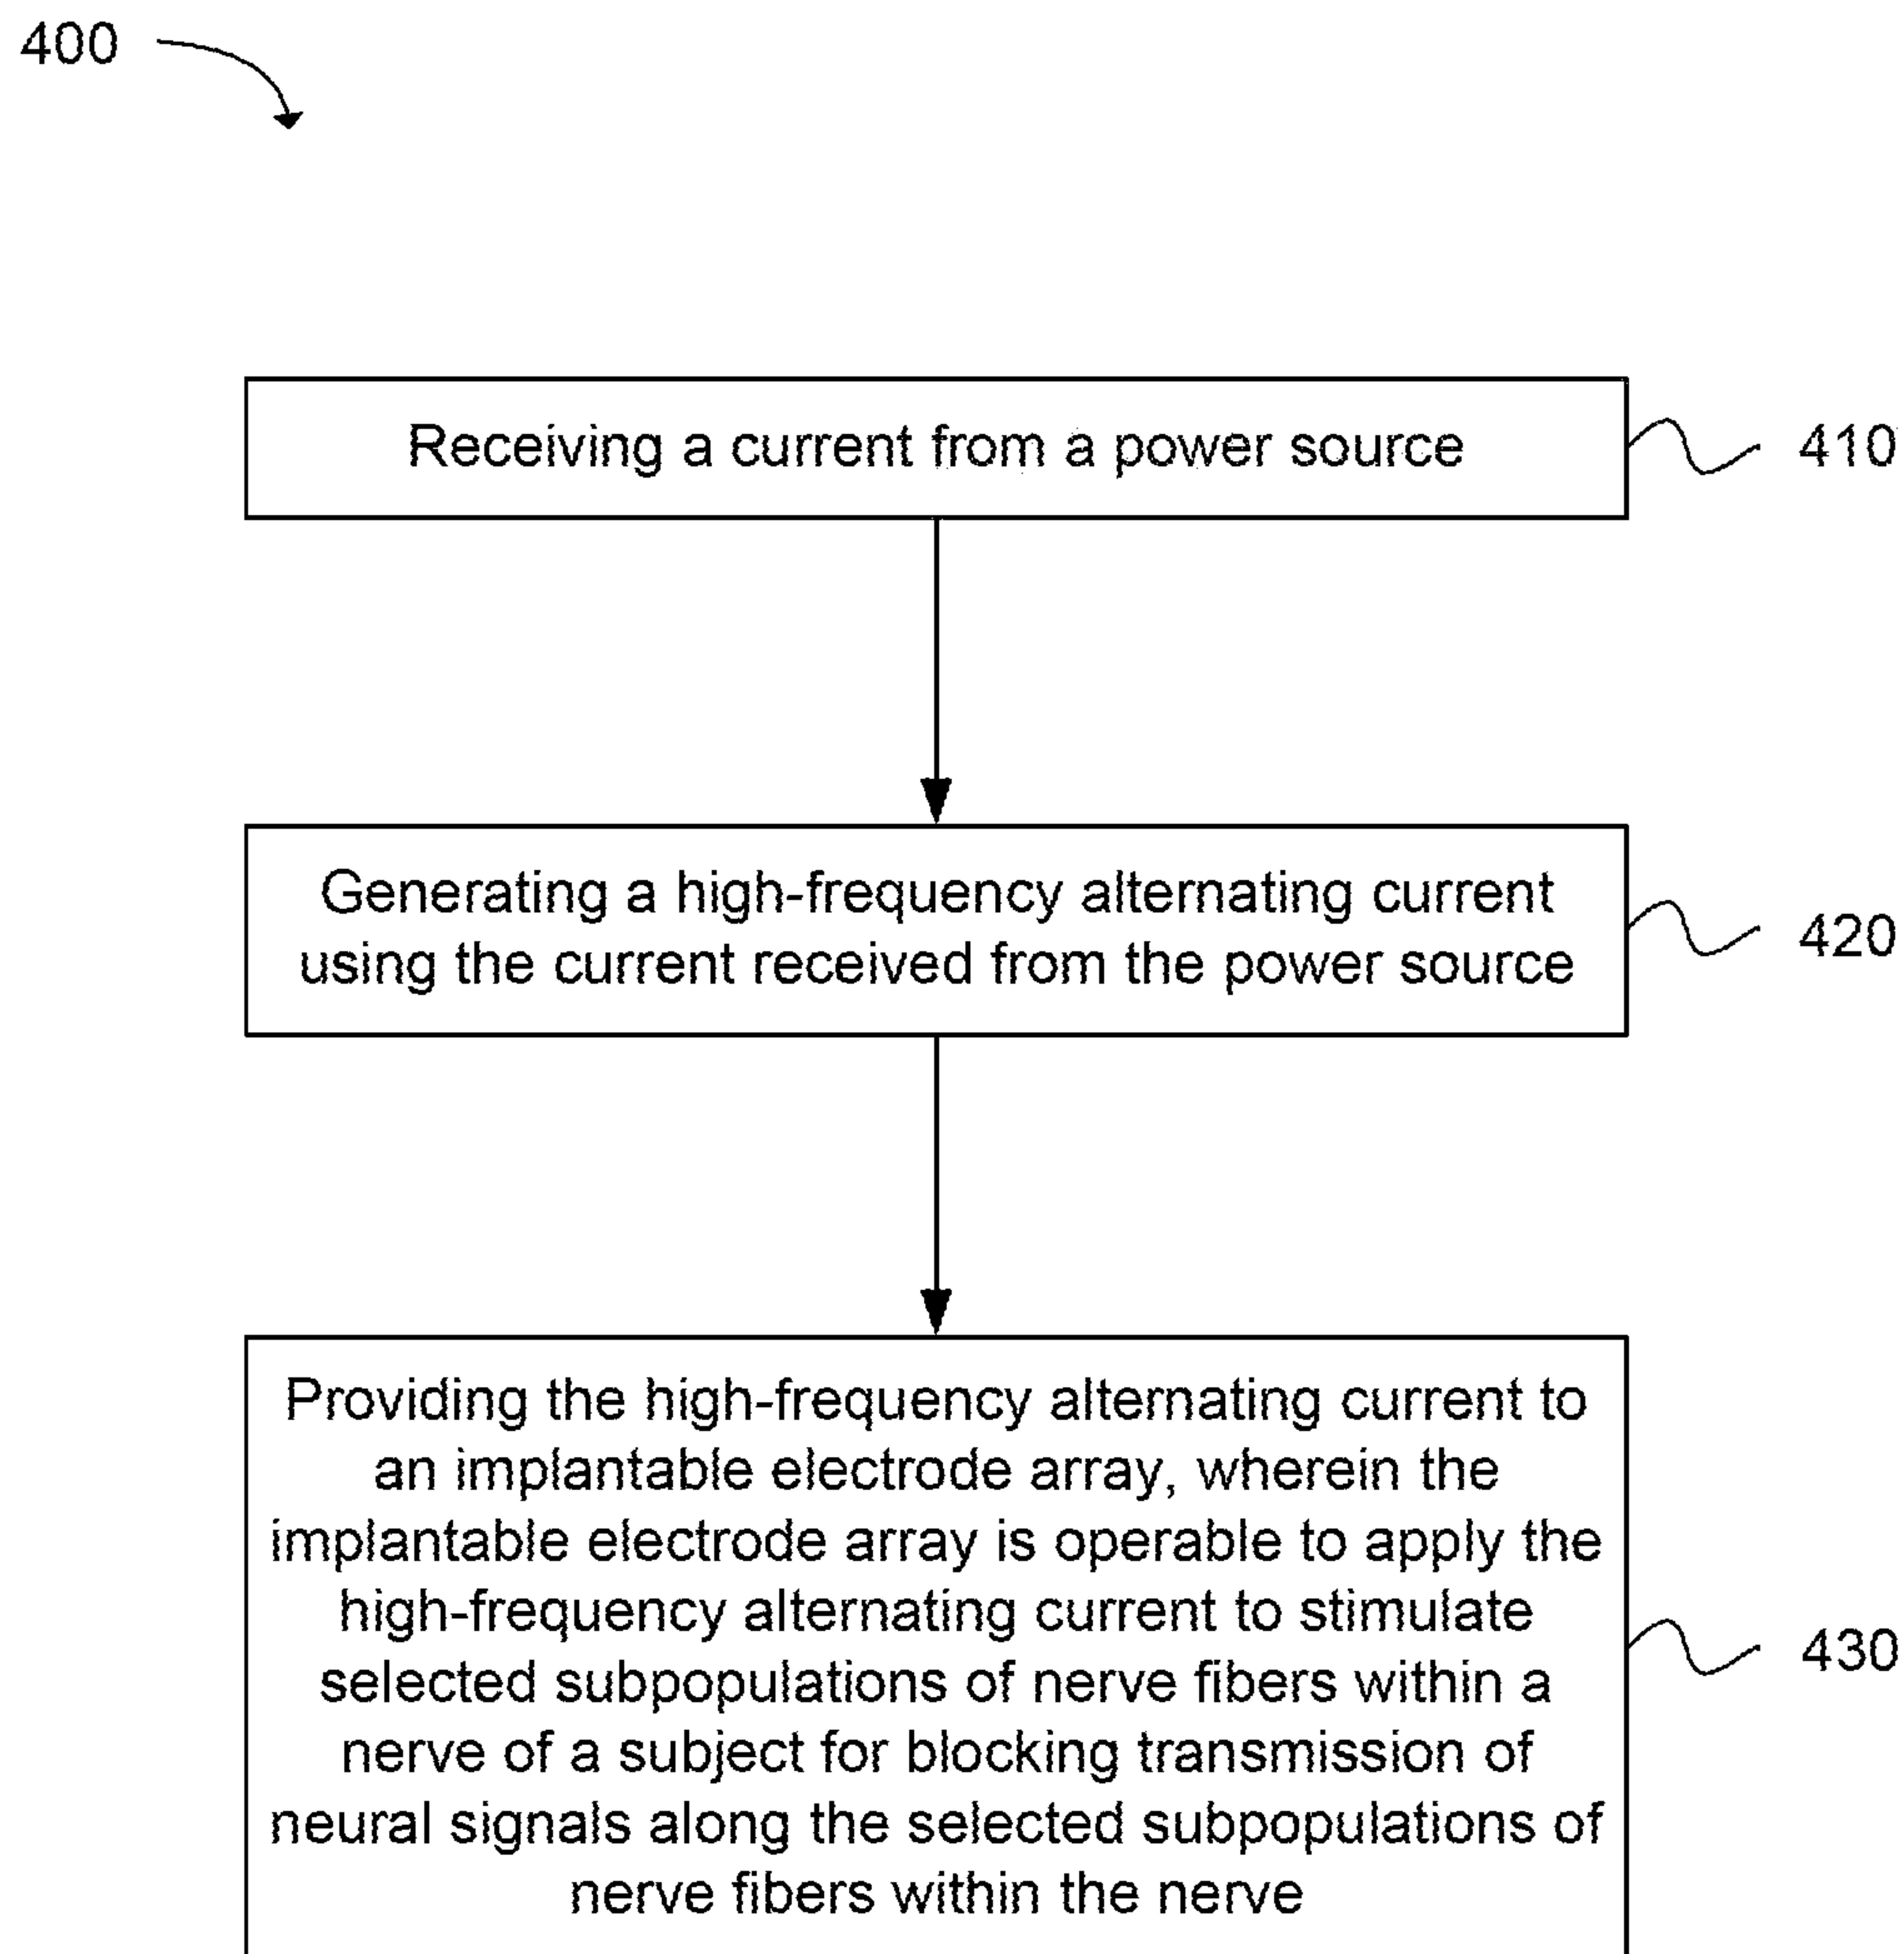 400
Receiving a current from a power source
410
Generating a high-frequency alternating current
using the current received from the power source
420
Providing the high-frequency alternating current to
an implantable electrode array, wherein the
implantable electrode array is operable to apply the
high-frequency alternating current to stimulate
selected subpopulations of nerve fibers within a
nerve of a subject for blocking transmission of
neural signals along the selected subpopulations of
nerve fibers within the nerve
430